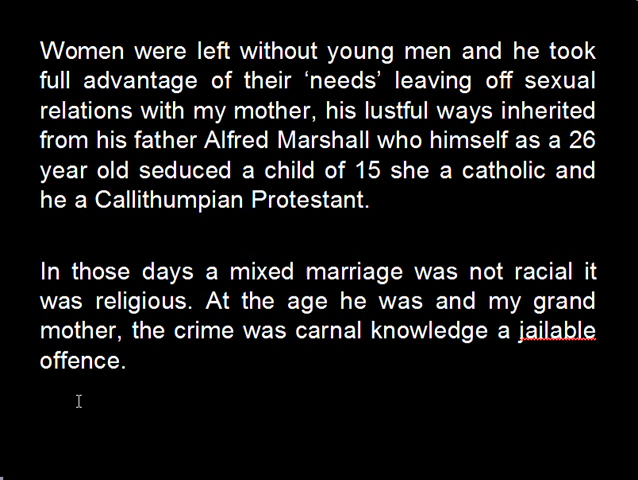 Women were left without young men and he took
full advantage of their ‘needs’ leaving off sexual
relations with my mother, his lustful ways inherited
from his father Alfred Marshall who himself as a 26
year old seduced a child of 15 she a catholic and
he a Callithumpian Protestant.
In those days a mixed marriage was not racial it
was religious. At the age he was and my grand
mother, the crime was carnal knowledge a jailable
offence.